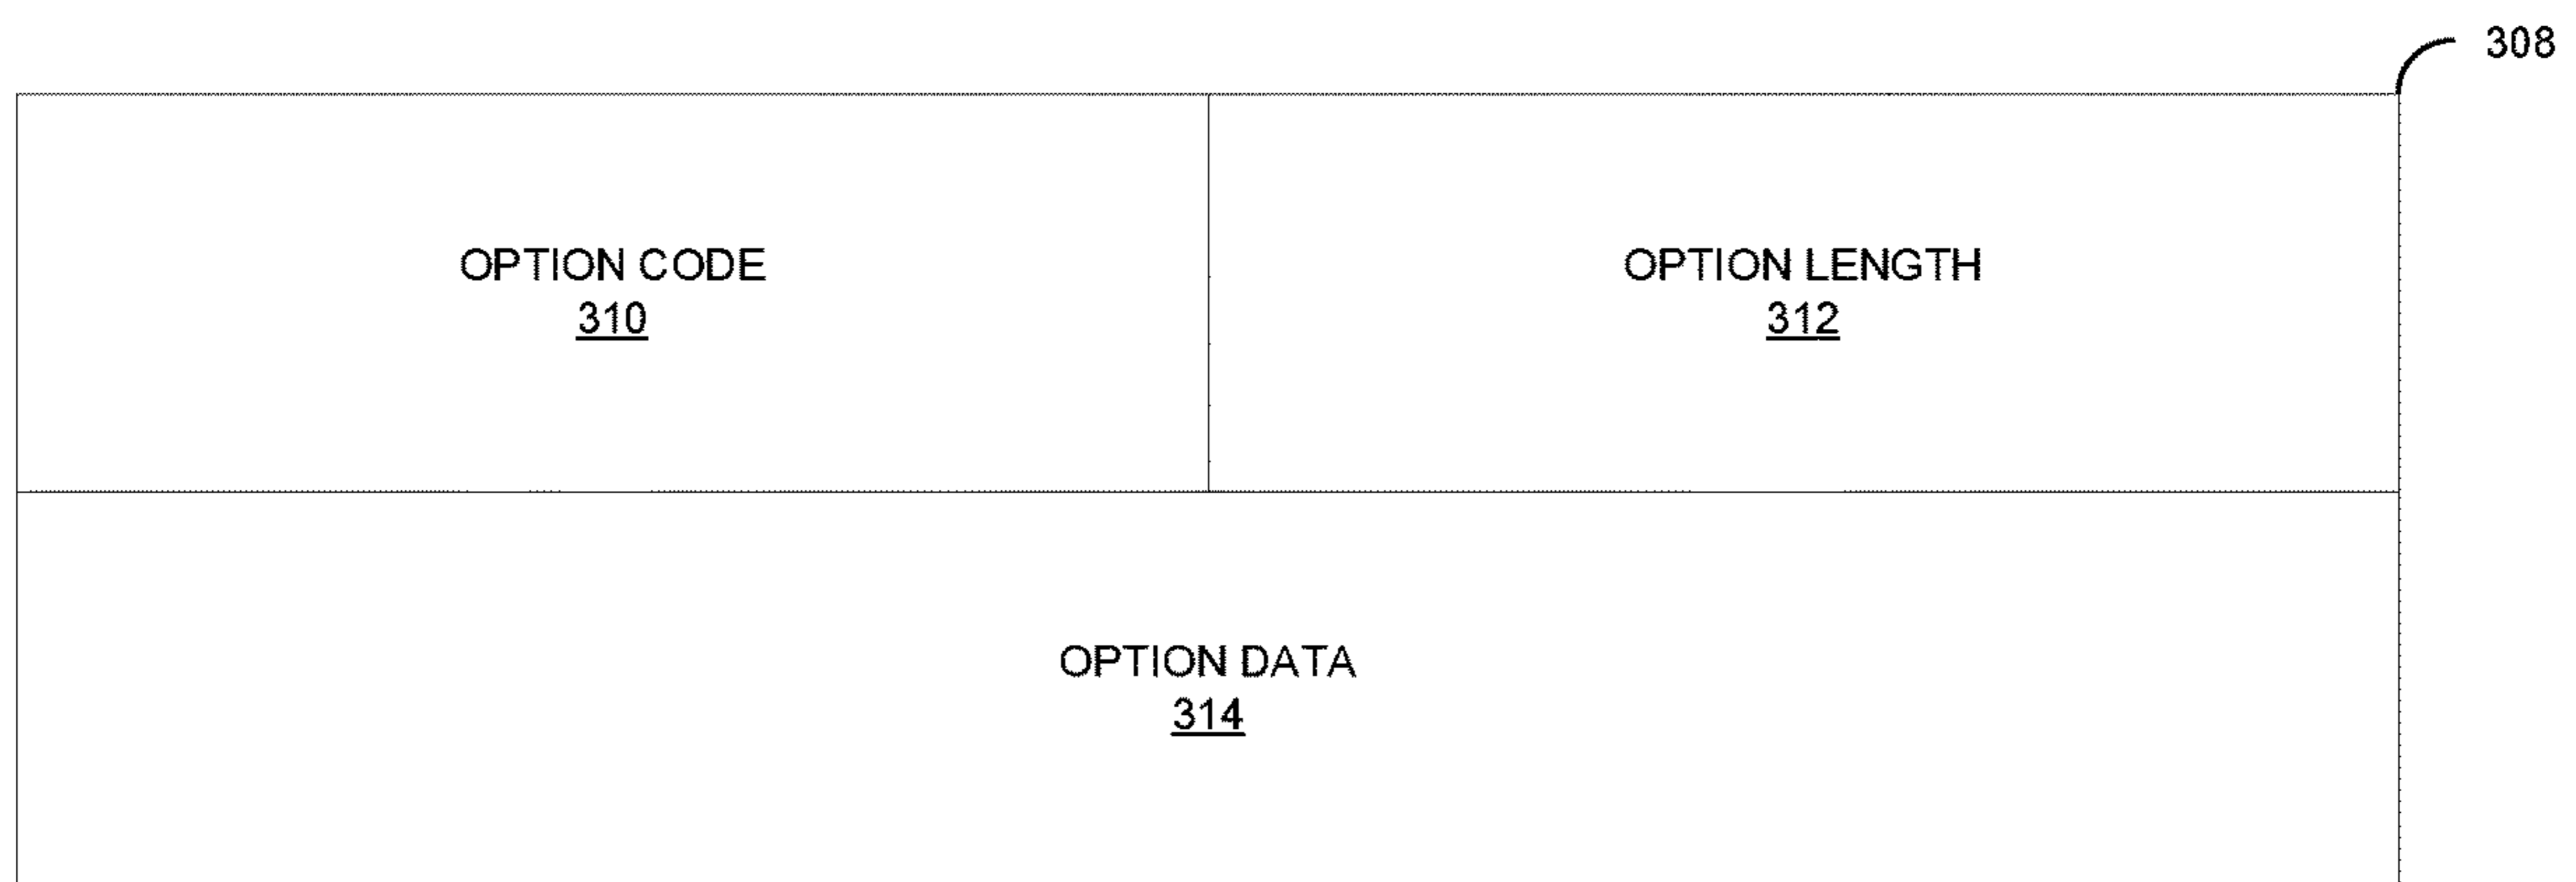 308
OPTION CODE
310
OPTION LENGTH
312
OPTION DATA
314